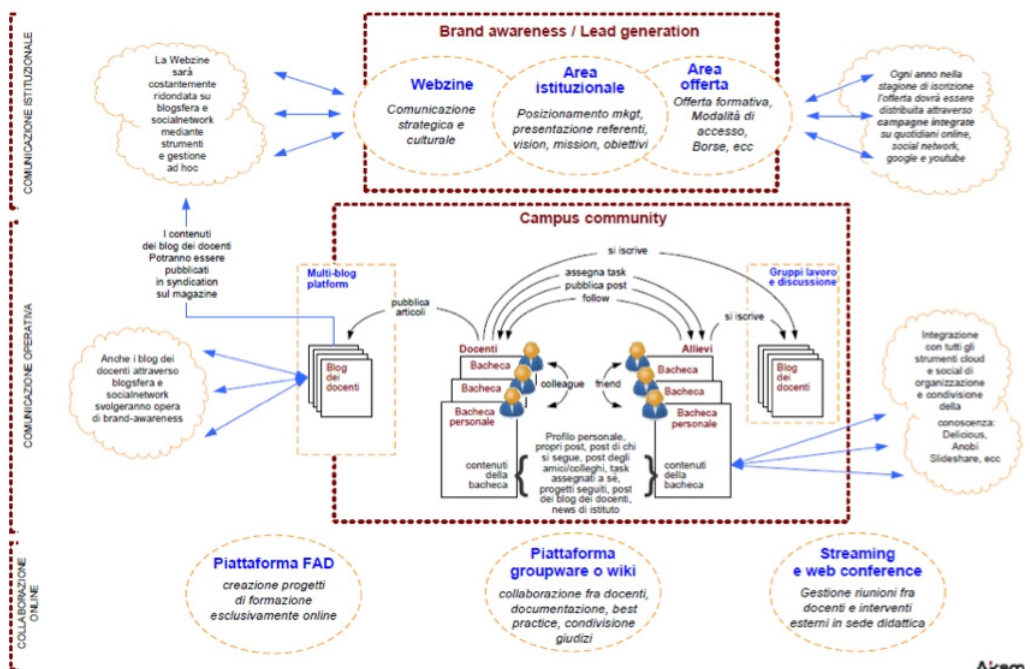 COMUNICAZIONE ISTITUZIONALE
La Webzine
sarà
costantemente
ridondata su
blogsfera e
socialnetwork
mediante
strumenti
e gestione
ad hoc
Brand awareness / Lead generation
Webzine
Comunicazione
strategica e
culturale
Area
istituzionale
Posizionamento mkgt,
presentazione referenti,
vision, mission, obiettivi
Area
offerta
Offerta formativa,
Modalità di
accesso,
Borse, ecc
Ogni anno nella
stagione di iscrizione
l'offerta dovrà essere
distribuita attraverso
campagne integrate
su quotidiani online,
social network,
google e youtube
COMUNICAZIONE OPERATIVA
I contenuti
dei blog dei docenti
Potranno essere
pubblicati
in syndication
sul magazine
Anche i blog dei
docenti attraverso
blogsfera e
socialnetwork
svolgeranno opera
di brand-awareness
Campus community
Multi-blog
platform
Blog
dei
docenti
pubblica
articoli
si iscrive
assegna task
pubblica post
follow
si iscrive
Gruppi lavoro
e discussione
Blog
dei
docenti
Docenti
Bacheca
Bacheca
Bacheca
personale
contenuti
della
bacheca
colleague
friend
Allievi
Bacheca
Bacheca
Bacheca
personale
contenuti
della
bacheca
Profilo personale,
propri post, post di chi
si segue, post degli
amici/colleghi, task
assegnati a sè,
progetti seguiti, post
dei blog dei docenti,
news di istituto
Integrazione
con tutti gli
strumenti cloud
e social di
organizzazione
e condivisione
della
conoscenza:
Delicious,
Anobi
Slideshare, ecc
COLLABORAZIONE
ONLINE
Piattaforma FAD
creazione progetti
di formazione
esclusivamente online
Piattaforma
groupware o wiki
collaborazione fra docenti,
documentazione, best
practice, condivisione
giudizi
Streaming
e web conference
Gestione riunioni fra
docenti e interventi
esterni in sede didattica